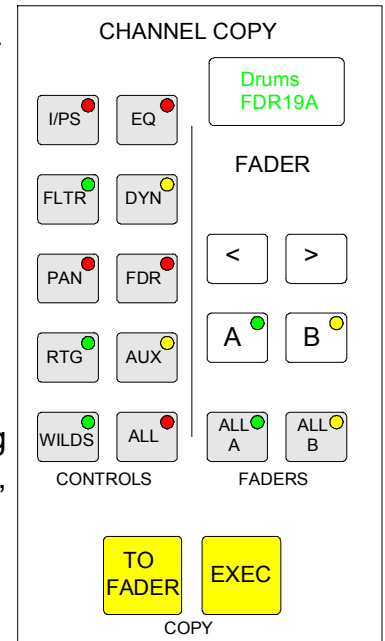 CHANNEL COPY
Drums
FDR19A
I/PS
EQ
FADER
FLTR
DYN
PAN
FDR
<
>
RTG
AUX
A
B
WILDS
ALL
ALL
A
ALL
B
g
,
CONTROLS
FADERS
TO
FADER
EXEC
COPY